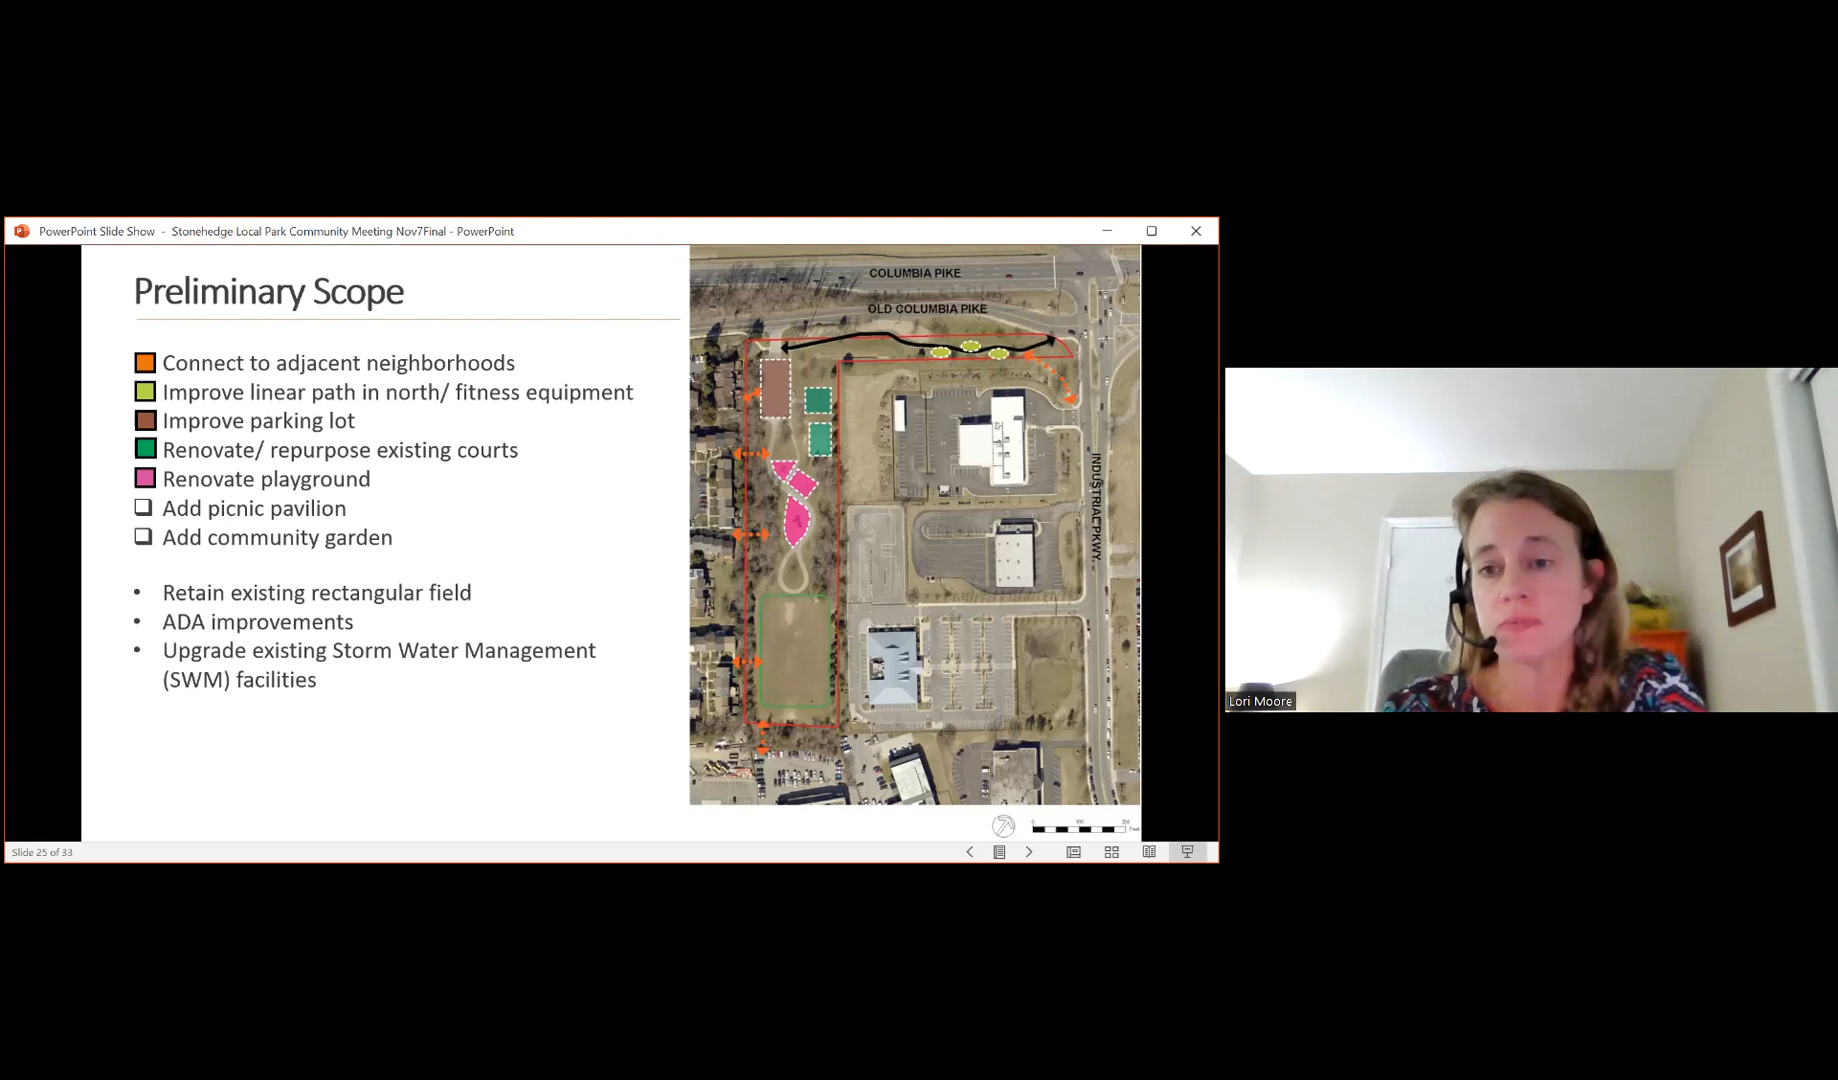 PowerPoint Slide Show - Stonehedge Local Park Community Meeting Nov7Final - PowerPoint
Preliminary Scope
Connect to adjacent neighborhoods
Improve linear path in north/ fitness equipment
Improve parking lot
Renovate/ repurpose existing courts
Renovate playground
Add picnic pavilion
Add community garden
• Retain existing rectangular field
• ADA improvements
• Upgrade existing Storm Water Management
(SWM) facilities
COLUMBIA PIKE
OLD COLUMBIA PIKE
INDUSTRIAL PKWY.
Slide 25 of 33
Lori Moore